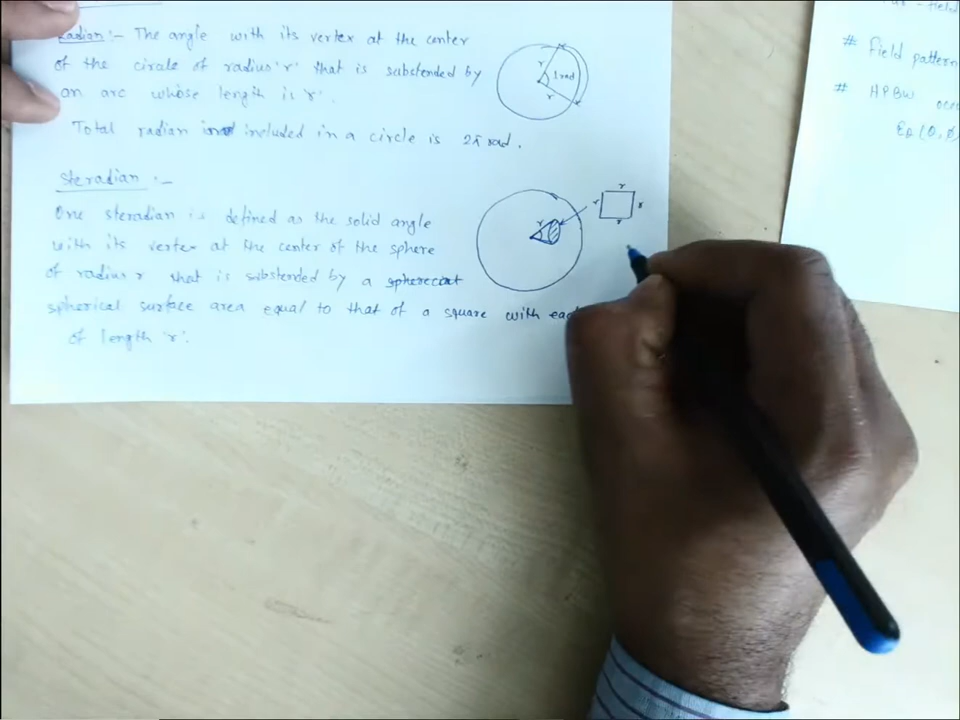 Radian :- The angle with its vertex at the center
of the circle of radius 'r' that is substended by
an arc whose length is 'r'.
Total radian included in a circle is 2π rad.
r
1 rad
r
Steradian :-
One steradian is defined as the solid angle
with its vertex at the center of the sphere
of radius r that is substended by a
spherical surface area equal to that of a square with each
of length 'r'.
r
r
r
r
r
# Field pattern
# HPBW